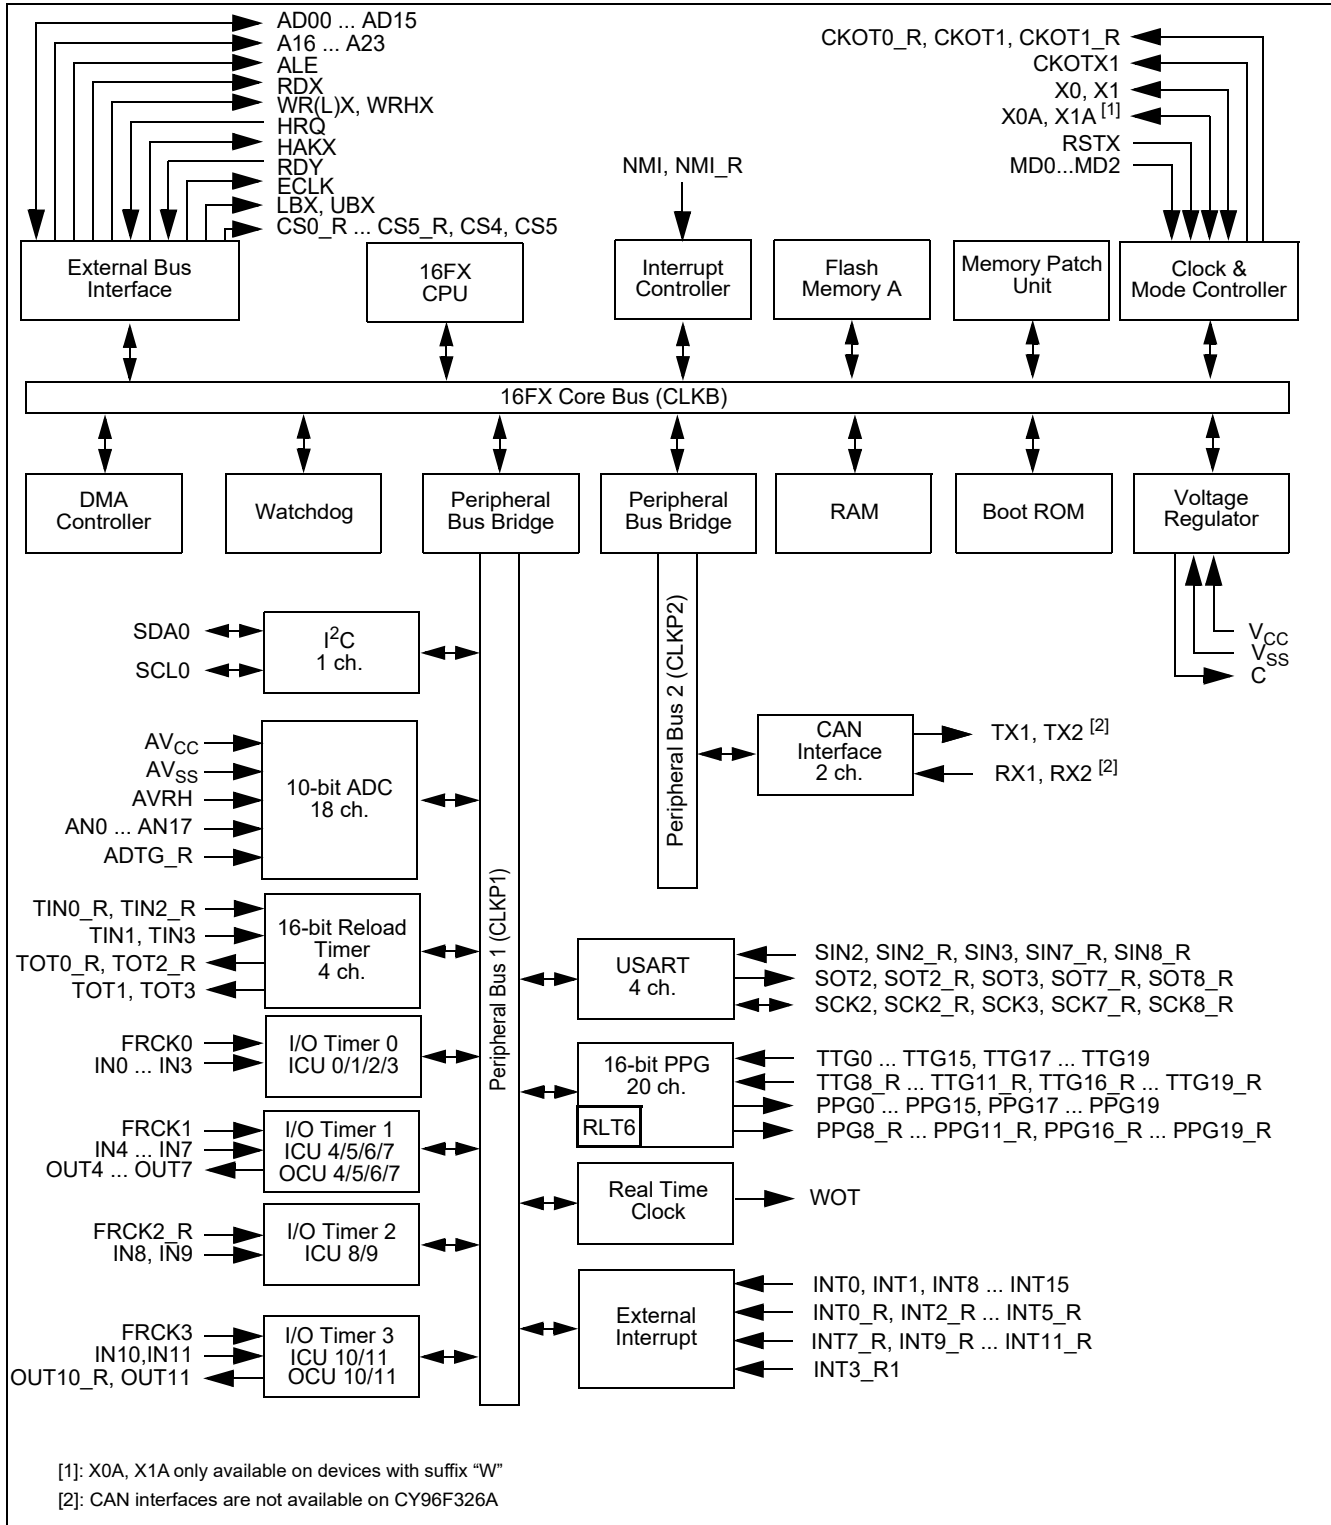 AD00 ... AD15
A16 ... A23
ALE
RDX
WR(L)X, WRHX
HRQ
HAKX
RDY
ECLK
LBX, UBX
CS0_R ... CS5_R, CS4, CS5
CKOT0_R, CKOT1, CKOT1_R
CKOTX1
X0, X1
X0A, X1A [1]
RSTX
MD0...MD2
NMI, NMI_R
External Bus
Interface
16FX
CPU
Interrupt
Controller
Flash
Memory A
Memory Patch
Unit
Clock &
Mode Controller
16FX Core Bus (CLKB)
DMA
Controller
Watchdog
Peripheral
Bus Bridge
Peripheral
Bus Bridge
RAM
Boot ROM
Voltage
Regulator
VCC
VSS
C
Peripheral Bus 1 (CLKP1)
Peripheral Bus 2 (CLKP2)
SDA0
SCL0
I2C
1 ch.
AVCC
AVSS
AVRH
AN0 ... AN17
ADTG_R
10-bit ADC
18 ch.
TIN0_R, TIN2_R
TIN1, TIN3
TOT0_R, TOT2_R
TOT1, TOT3
16-bit Reload
Timer
4 ch.
FRCK0
IN0 ... IN3
I/O Timer 0
ICU 0/1/2/3
FRCK1
IN4 ... IN7
OUT4 ... OUT7
I/O Timer 1
ICU 4/5/6/7
OCU 4/5/6/7
FRCK2_R
IN8, IN9
I/O Timer 2
ICU 8/9
FRCK3
IN10,IN11
OUT10_R, OUT11
I/O Timer 3
ICU 10/11
OCU 10/11
CAN
Interface
2 ch.
TX1, TX2 [2]
RX1, RX2 [2]
USART
4 ch.
SIN2, SIN2_R, SIN3, SIN7_R, SIN8_R
SOT2, SOT2_R, SOT3, SOT7_R, SOT8_R
SCK2, SCK2_R, SCK3, SCK7_R, SCK8_R
16-bit PPG
20 ch.
RLT6
TTG0 ... TTG15, TTG17 ... TTG19
TTG8_R ... TTG11_R, TTG16_R ... TTG19_R
PPG0 ... PPG15, PPG17 ... PPG19
PPG8_R ... PPG11_R, PPG16_R ... PPG19_R
Real Time
Clock
WOT
External
Interrupt
INT0, INT1, INT8 ... INT15
INT0_R, INT2_R ... INT5_R
INT7_R, INT9_R ... INT11_R
INT3_R1
[1]: X0A, X1A only available on devices with suffix “W”
[2]: CAN interfaces are not available on CY96F326A